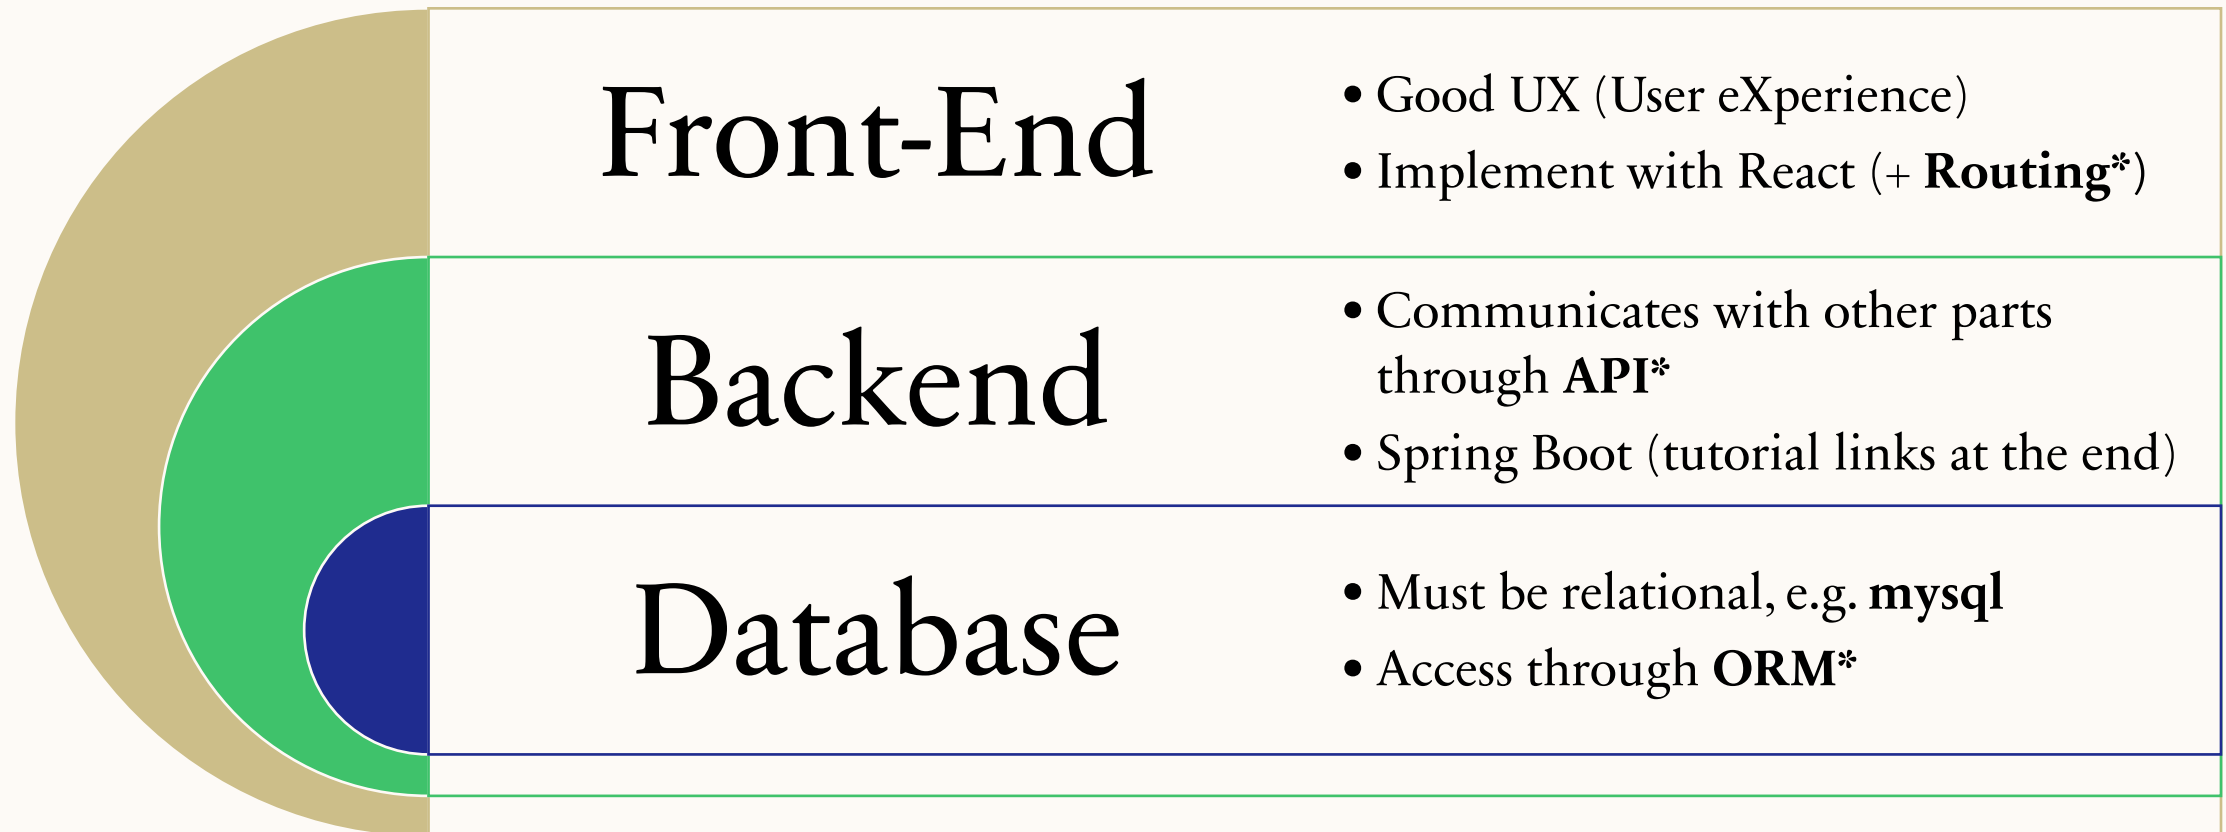 Front-End
• Good UX (User eXperience)
• Implement with React (+ Routing*)
Backend
• Communicates with other parts
through API*
• Spring Boot (tutorial links at the end)
Database
• Must be relational, e.g. mysql
• Access through ORM*